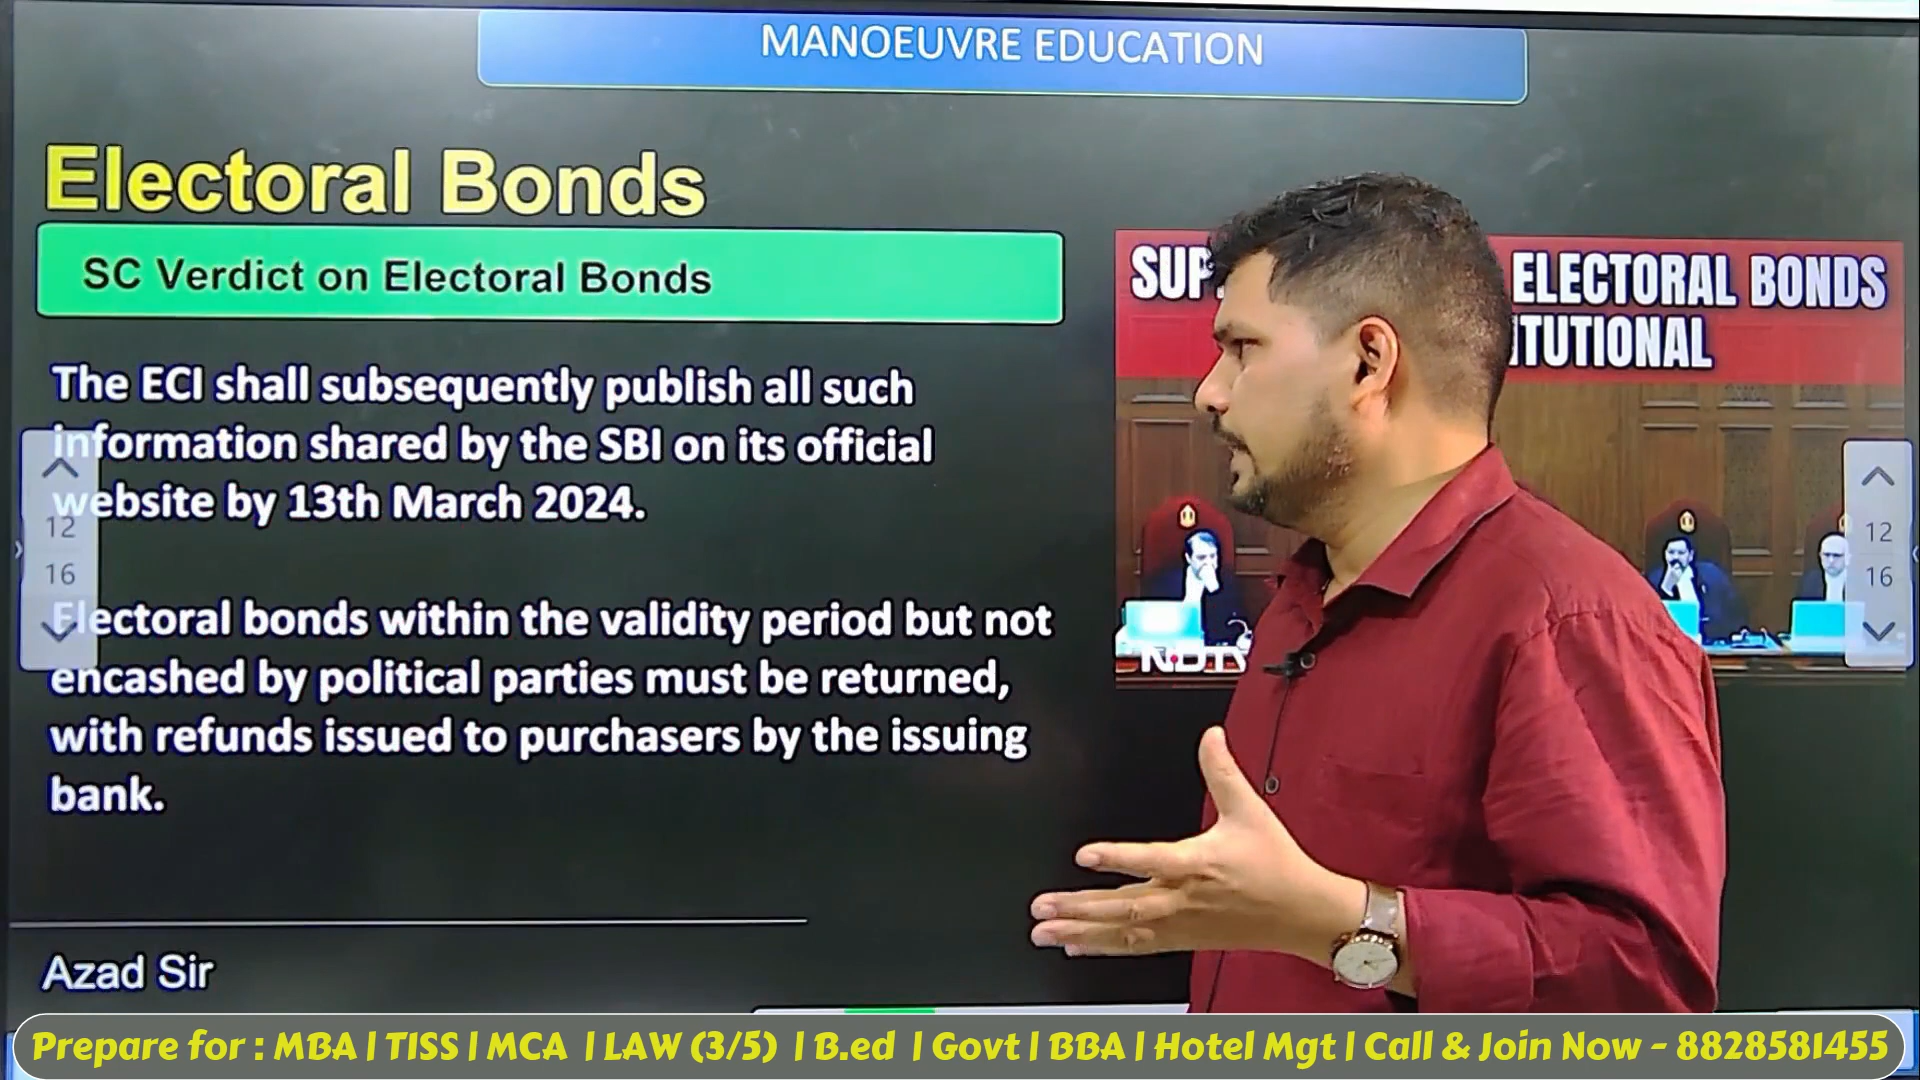 MANOEUVRE EDUCATION
Electoral Bonds
SC Verdict on Electoral Bonds
The ECI shall subsequently publish all such
information shared by the SBI on its official
website by 13th March 2024.
Electoral bonds within the validity period but not
encashed by political parties must be returned,
with refunds issued to purchasers by the issuing
bank.
12
16
ELECTORAL BONDS
NDTV
12
16
Azad Sir
Prepare for : MBA | TISS | MCA | LAW (3/5) | B.ed | Govt | BBA | Hotel Mgt | Call & Join Now - 8828581455